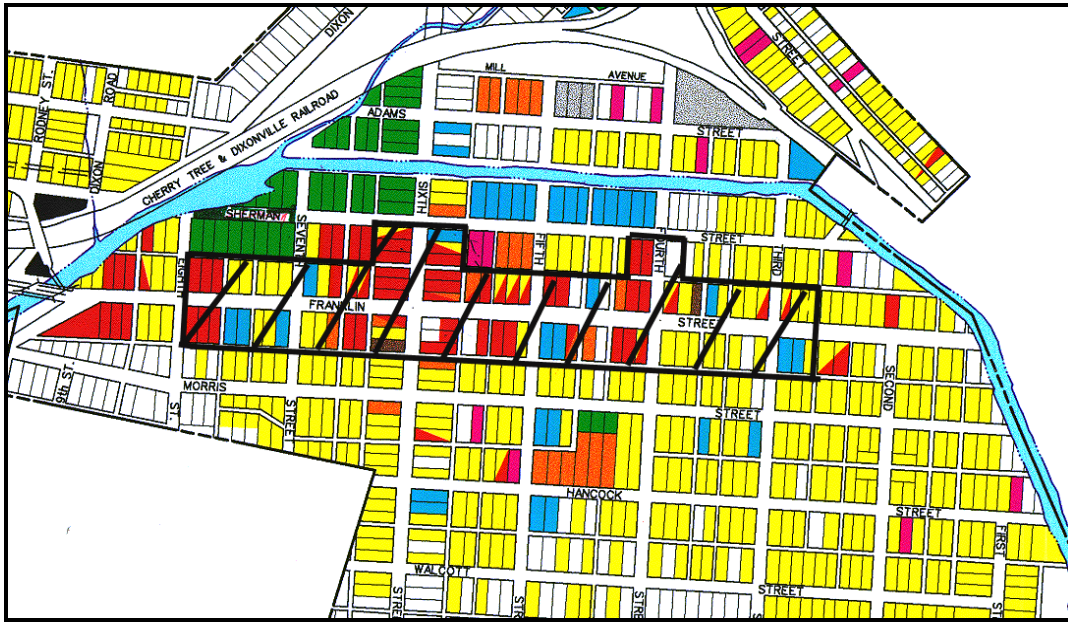 DIXON
STREET
MILL
AVENUE
RODNEY ST.
ROAD
ADAMS
STREET
CHERRY TREE & DIXONVILLE RAILROAD
DIXON
SIXTH
SHERMAN
SEVENTH
FIFTH
FOURTH
STREET
THIRD
EIGHTH
FRANKLIN
STREET
9th ST.
MORRIS
SECOND
ST.
STREET
STREET
HANCOCK
STREET
FIRST
WALCOTT
STREET